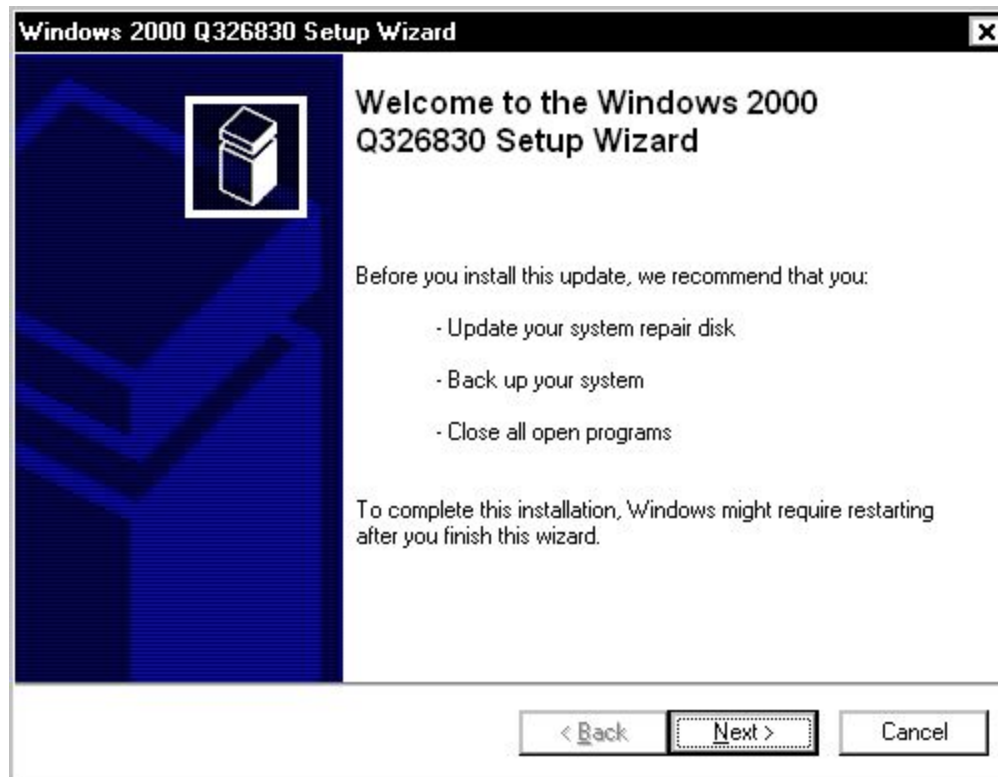 Windows 2000 Q326830 Setup Wizard
Welcome to the Windows 2000
Q326830 Setup Wizard
Before you install this update, we recommend that you:
- Update your system repair disk
- Back up your system
- Close all open programs
To complete this installation, Windows might require restarting
after you finish this wizard.
< Back
Next >
Cancel